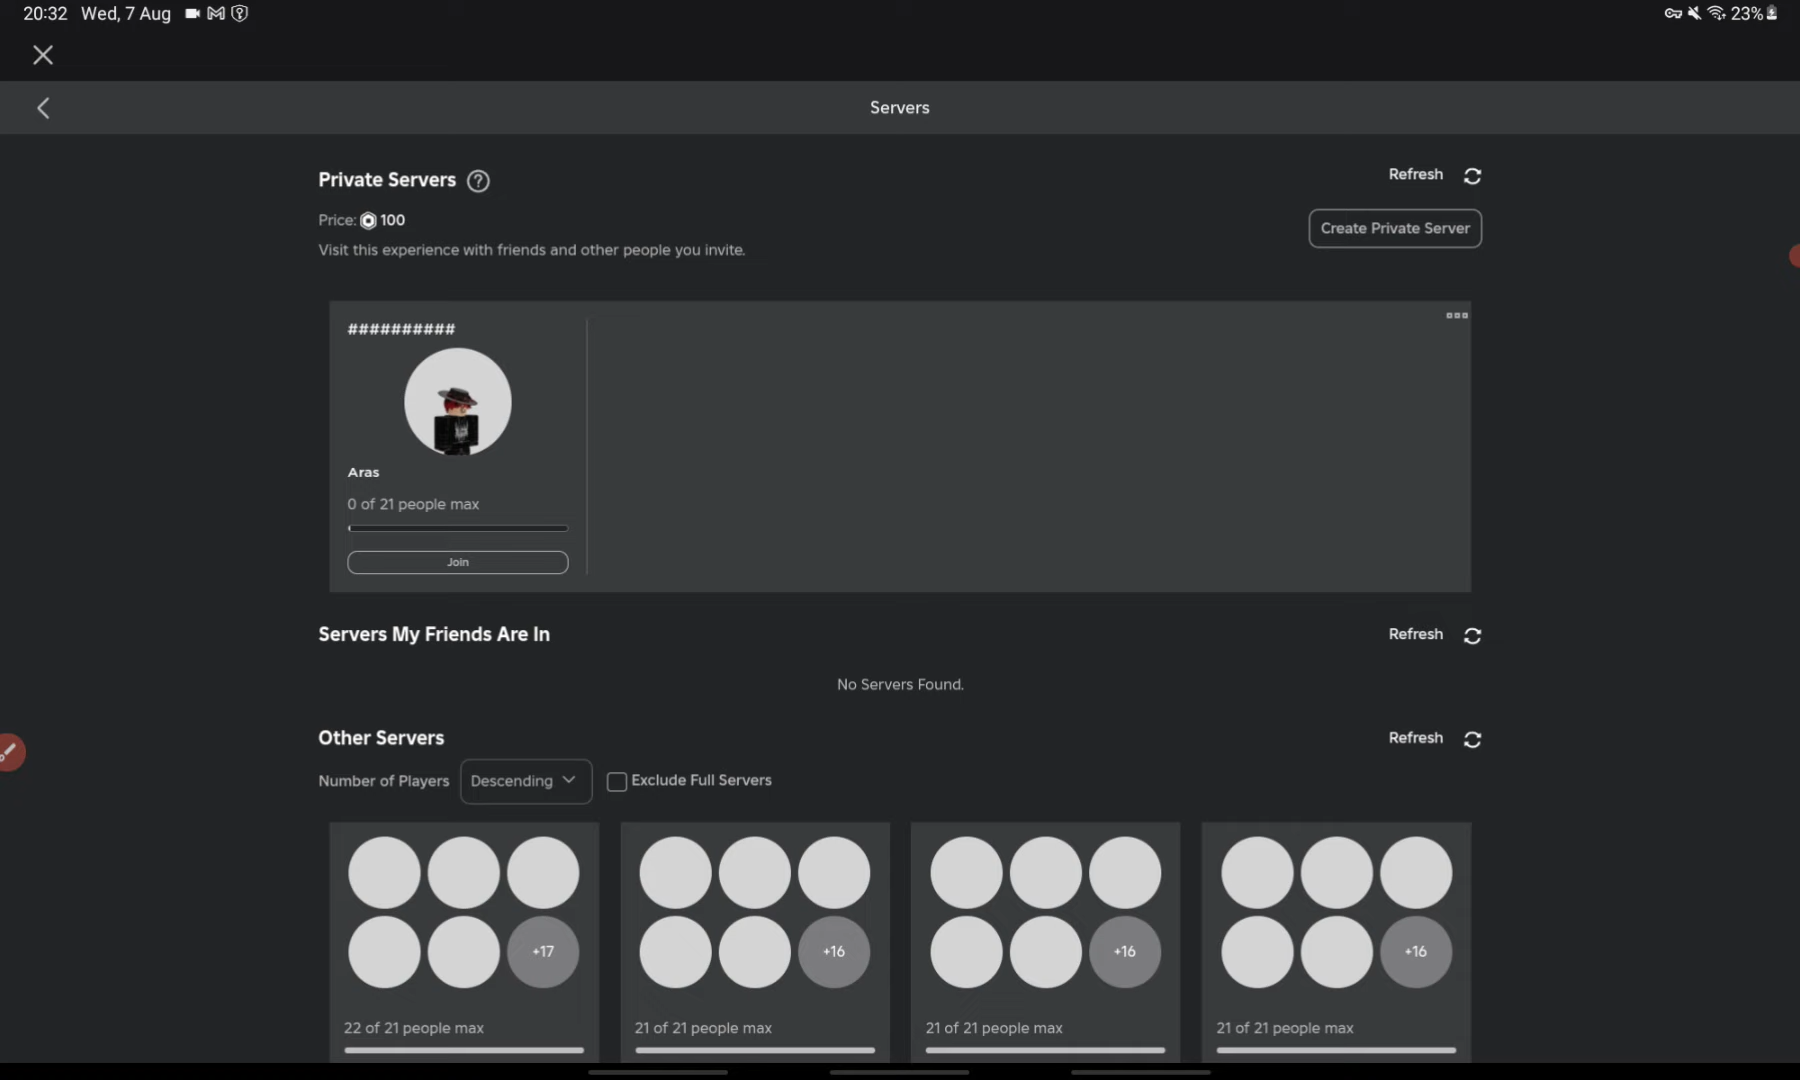 20:32 Wed, 7 Aug
23%
Servers
Private Servers ?
Refresh
Price: 100
Create Private Server
Visit this experience with friends and other people you invite.
##########
Aras
0 of 21 people max
Join
Servers My Friends Are In
Refresh
No Servers Found.
Other Servers
Refresh
Number of Players Descending Exclude Full Servers
+17 +16 +16 +16
22 of 21 people max 21 of 21 people max 21 of 21 people max 21 of 21 people max